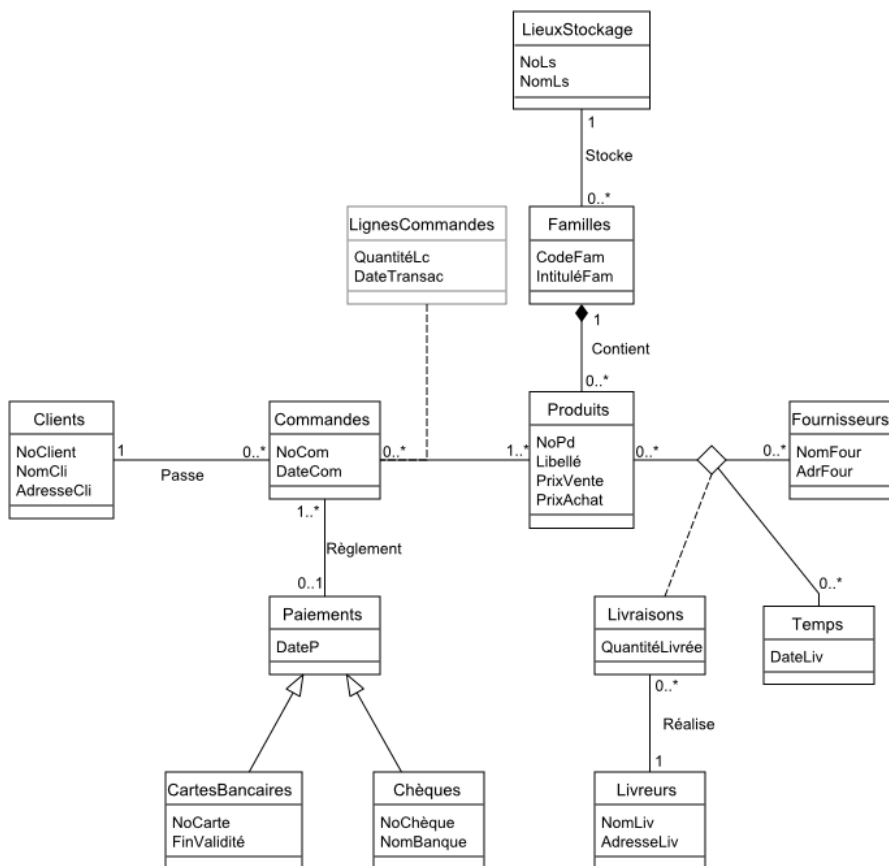 LieuxStockage
NoLs
NomLs
1
Stocke
0..*
LignesCommandes
QuantitéLc
DateTransac
Familles
CodeFam
IntituléFam
1
Contient
0..*
Clients
NoClient
NomCli
AdresseCli
1
Passe
0..*
Commandes
NoCom
DateCom
0..*
1..*
Produits
NoPd
Libellé
PrixVente
PrixAchat
0..*
0..*
Fournisseurs
NomFour
AdrFour
1..*
Règlement
0..1
Paiements
DateP
Livraisons
QuantitéLivrée
0..*
Temps
DateLiv
0..*
Réalise
1
CartesBancaires
NoCarte
FinValidité
Chèques
NoChèque
NomBanque
Livreurs
NomLiv
AdresseLiv